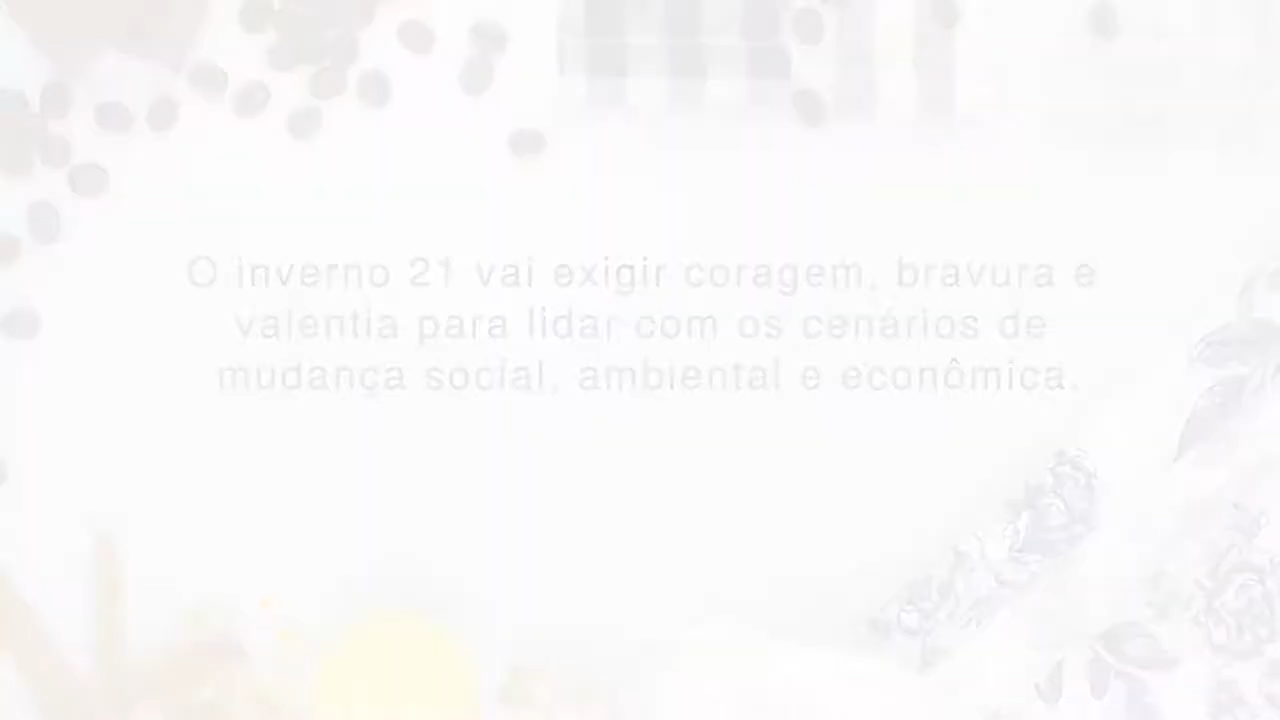 O Inverno 21 vai exigir coragem, bravura e
valentia para lidar com os cenários de
mudança social, ambiental e econômica.